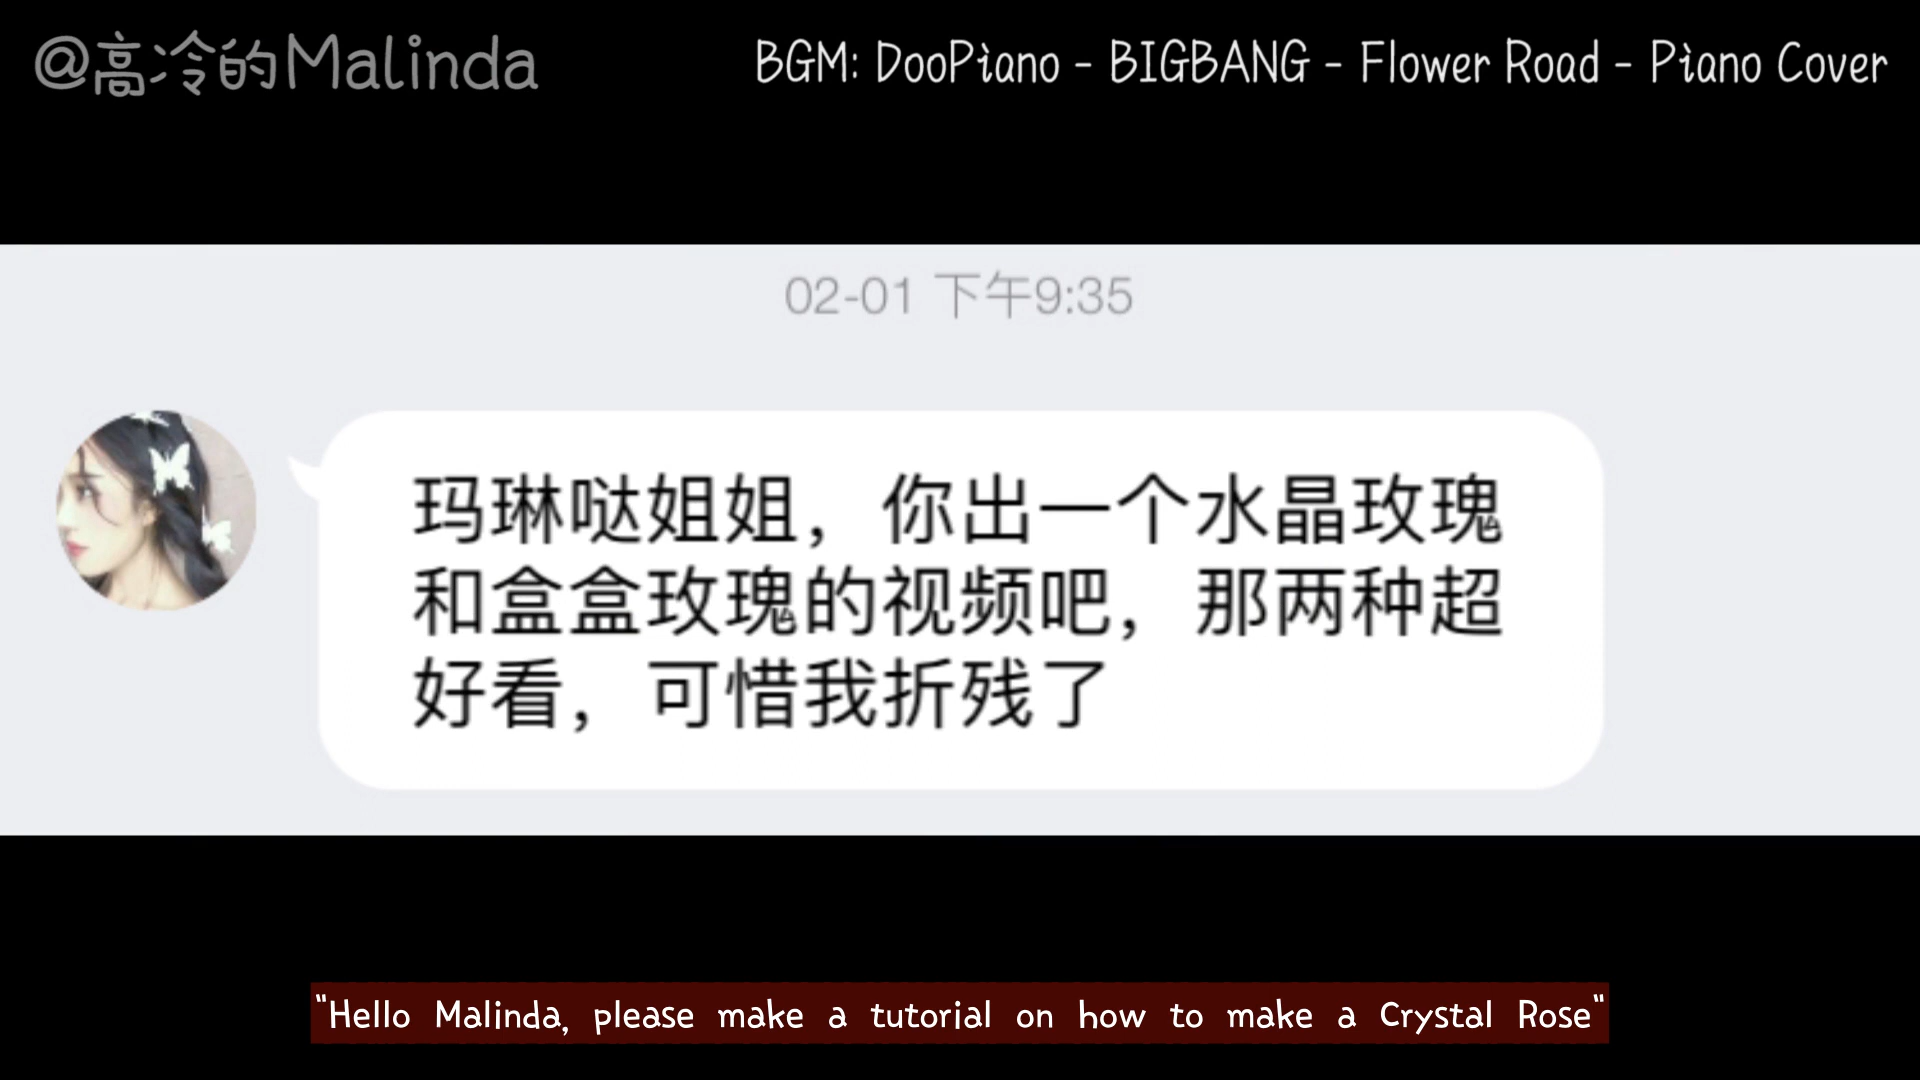 @高冷的Malinda
BGM: DooPiano - BIGBANG - Flower Road - Piano Cover
02-01 下午9:35
玛琳哒姐姐，你出一个水晶玫瑰
和盒盒玫瑰的视频吧，那两种超
好看，可惜我折残了
"Hello Malinda, please make a tutorial on how to make a Crystal Rose"